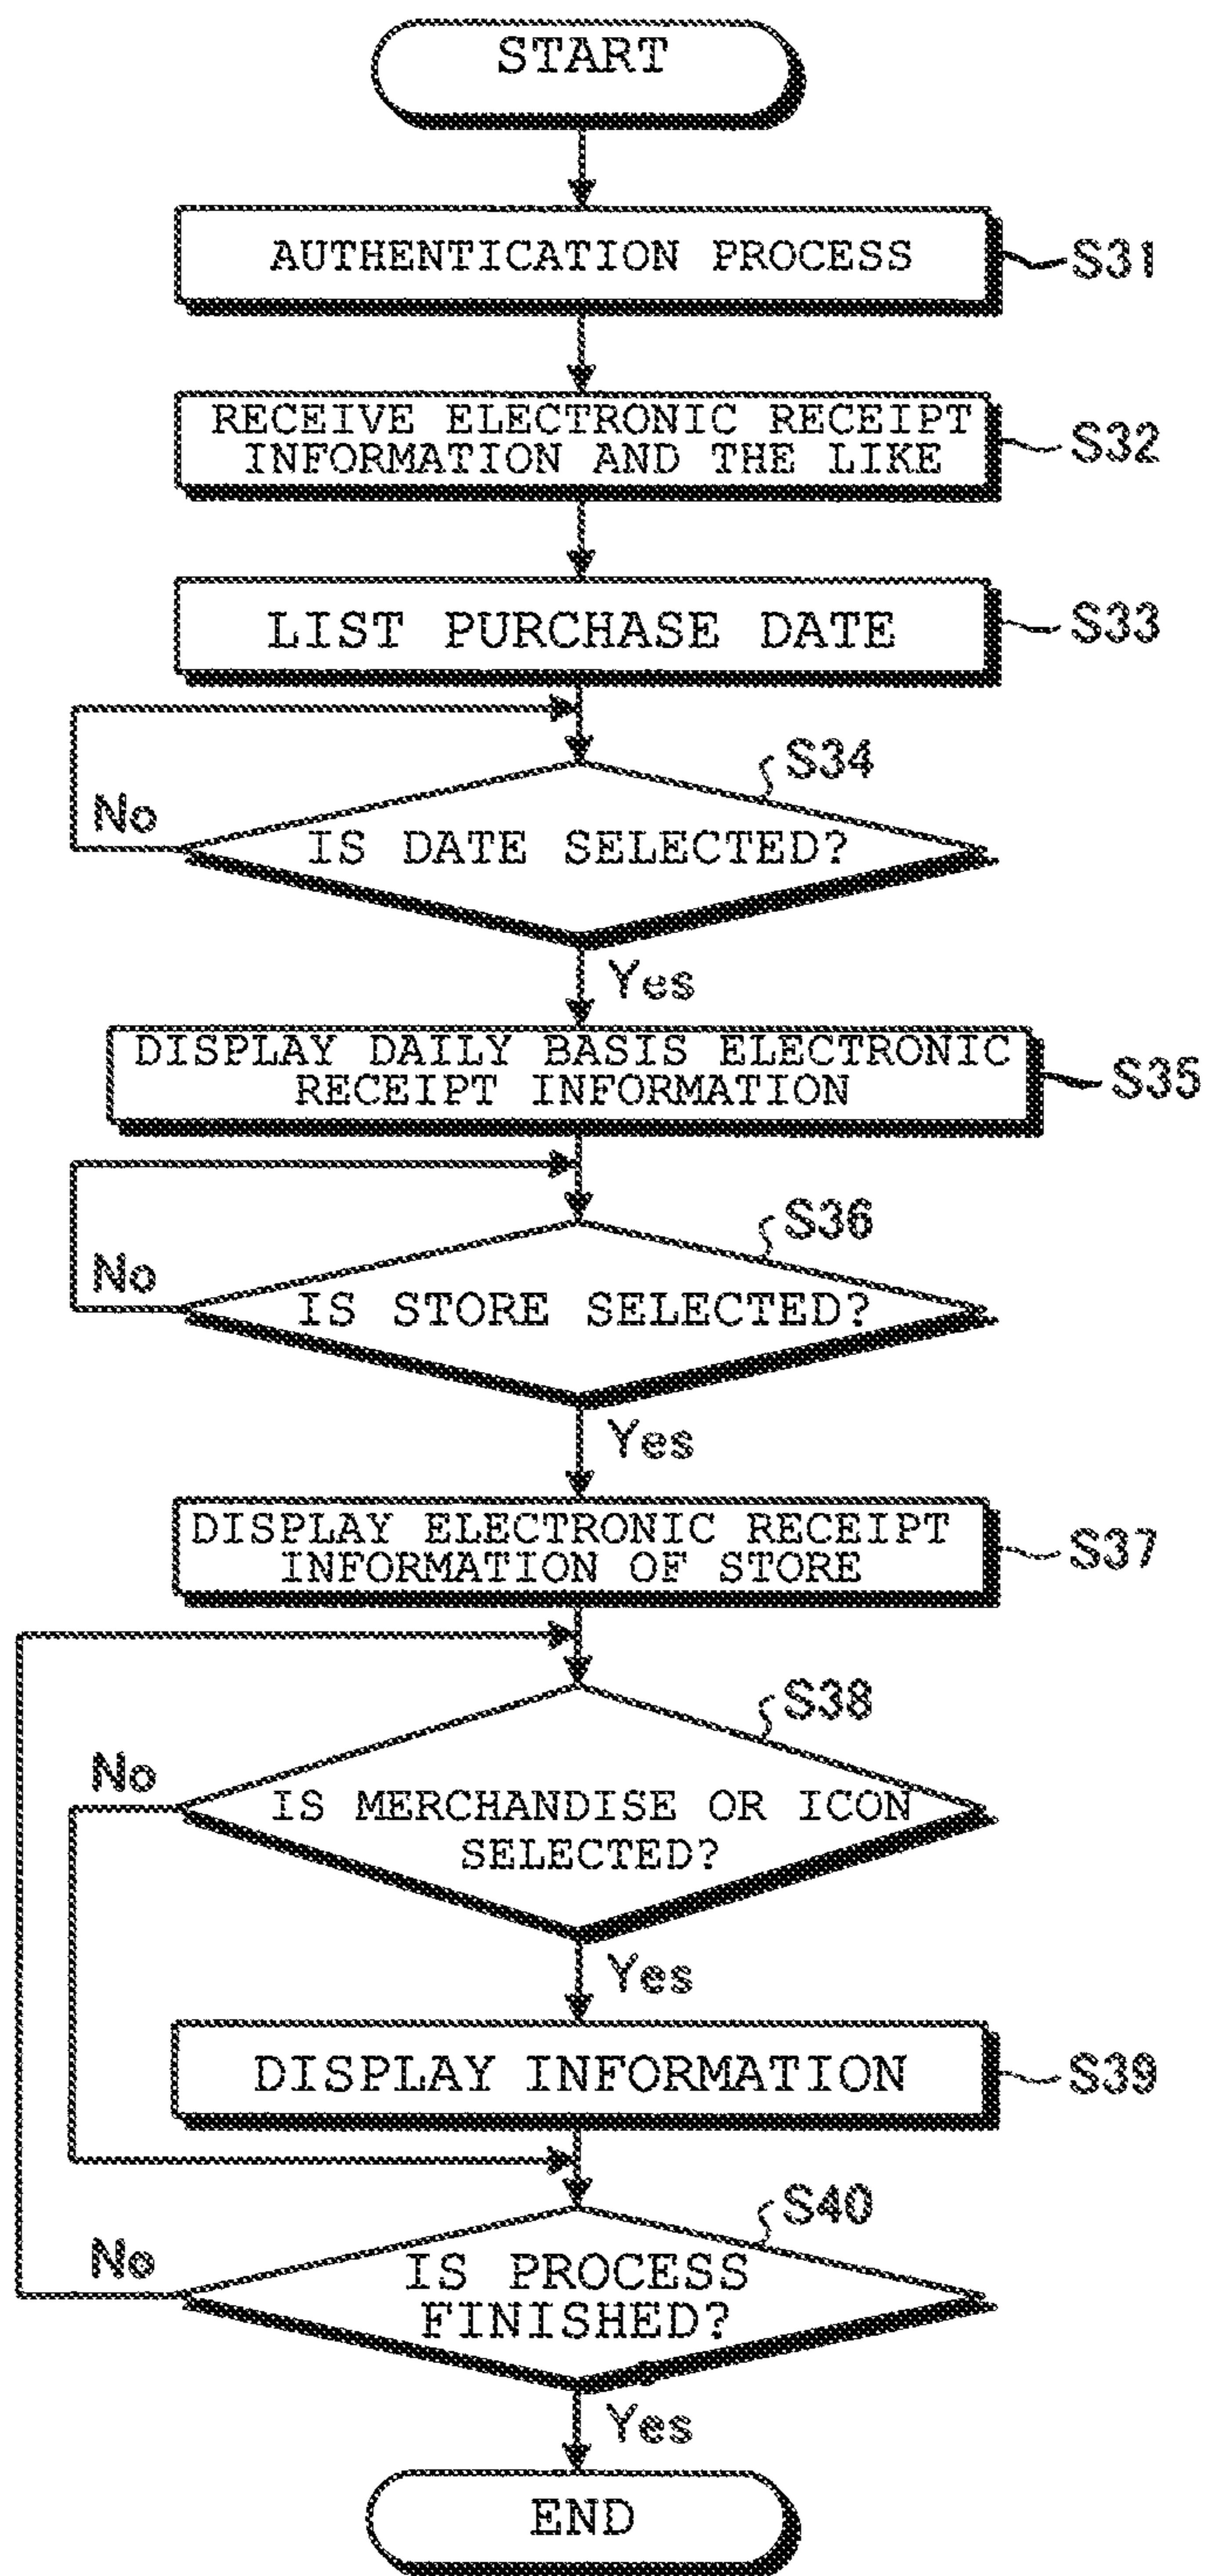 START
AUTHENTICATION PROCESS
S31
RECEIVE ELECTRONIC RECEIPT
INFORMATION AND THE LIKE
S32
LIST PURCHASE DATE
S33
S34
No
IS DATE SELECTED?
Yes
DISPLAY DAILY BASIS ELECTRONIC
RECEIPT INFORMATION
S35
S36
No
IS STORE SELECTED?
Yes
DISPLAY ELECTRONIC RECEIPT
INFORMATION OF STORE
S37
S38
No
IS MERCHANDISE OR ICON
SELECTED?
Yes
DISPLAY INFORMATION
S39
S40
No
IS PROCESS
FINISHED?
Yes
END